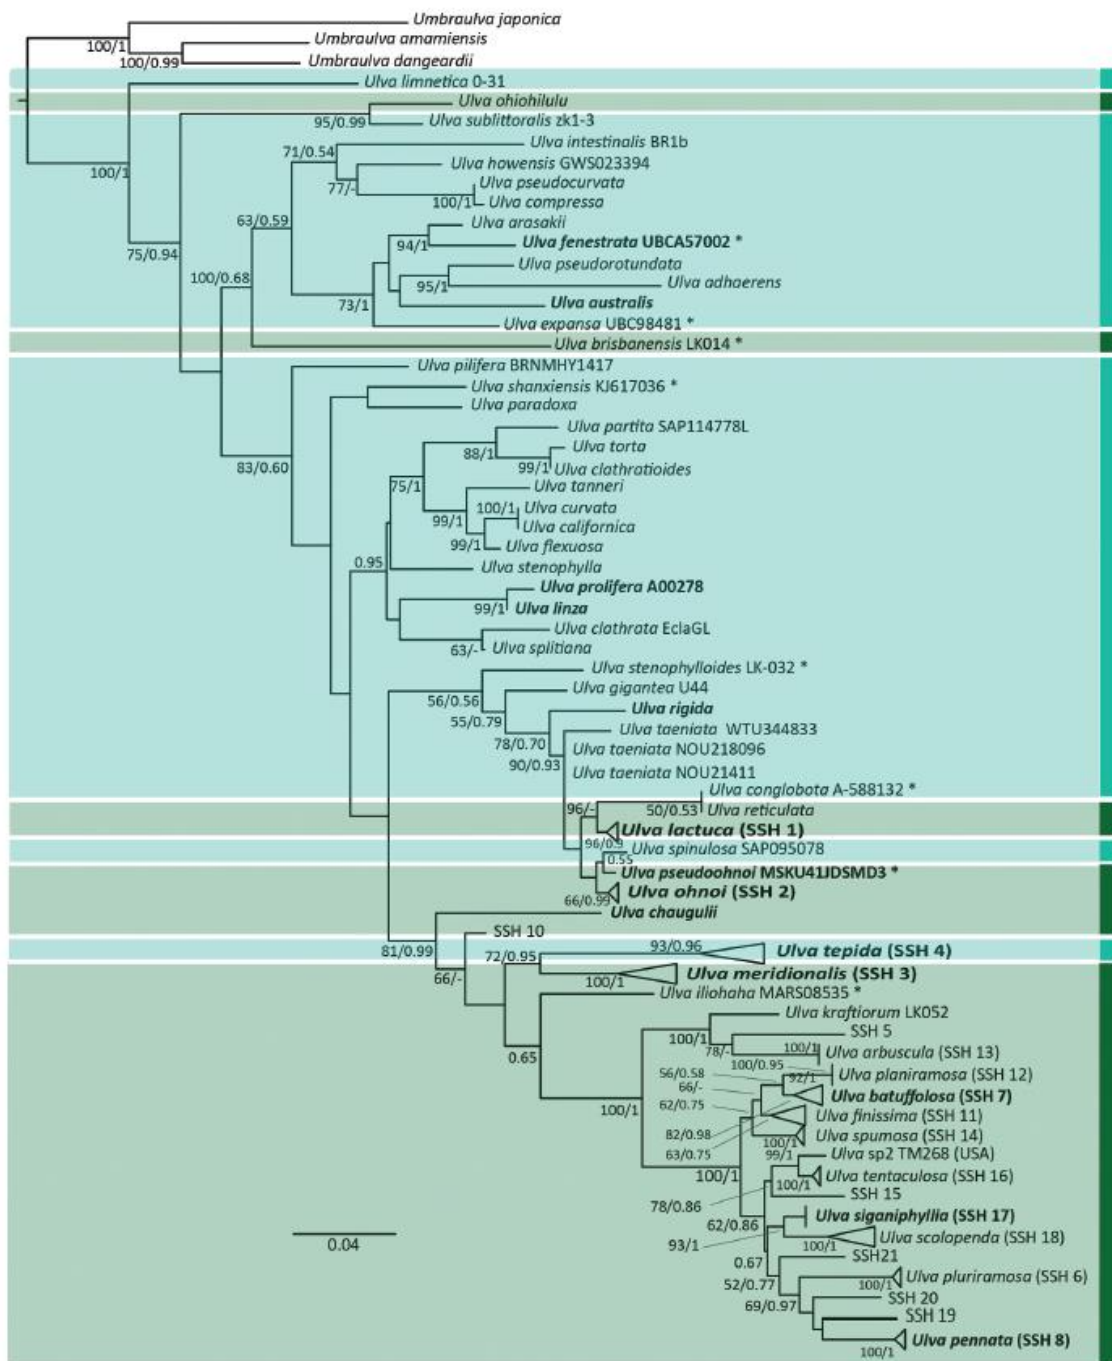 Umbraulva japonica
Umbraulva amamiensis
100/1
Umbraulva dangeardii
100/0.99
Ulva limnetica 0-31
Ulva ohiohilulu
Ulva sublittoralis zk1-3
95/0.99
Ulva intestinalis BR1b
71/0.54
Ulva howensis GWS023394
100/1
Ulva pseudocurvata
77/-
Ulva compressa
100/1
63/0.59
Ulva arasakii
Ulva fenestrata UBCA57002 *
94/1
75/0.94
Ulva pseudorotundata
100/0.68
Ulva adhaerens
95/1
Ulva australis
73/1
Ulva expansa UBC98481 *
Ulva brisbanensis LK014 *
Ulva pilifera BRNMHY1417
Ulva shanxiensis KJ617036 *
Ulva paradoxa
Ulva partita SAP114778L
Ulva torta
88/1
83/0.60
Ulva clathratioides
99/1
75/1
Ulva tanneri
100/1
Ulva curvata
99/1
Ulva californica
99/1
Ulva flexuosa
0.95
Ulva stenophylla
Ulva prolifera A00278
99/1
Ulva linza
Ulva clathrata EclaGL
63/-
Ulva splitiana
Ulva stenophylloides LK-032 *
56/0.56
Ulva gigantea U44
Ulva rigida
55/0.79
Ulva taeniata WTU344833
78/0.70
Ulva taeniata NOU218096
90/0.93
Ulva taeniata NOU21411
Ulva conglobota A-588132 *
96/-
50/0.53
Ulva reticulata
Ulva lactuca (SSH 1)
96/0.9
Ulva spinulosa SAP095078
0.55
Ulva pseudoohnoi MSKU41JDSMD3 *
Ulva ohnoi (SSH 2)
66/0.99
Ulva chaugulii
SSH 10
81/0.99
93/0.96
Ulva tepida (SSH 4)
72/0.95
66/-
100/1
Ulva meridionalis (SSH 3)
Ulva iliohaha MARS08535 *
Ulva kraftiorum LK052
SSH 5
100/1
0.65
78/-
100/1
Ulva arbuscula (SSH 13)
100/0.95
56/0.58
92/1
Ulva planiramosa (SSH 12)
66/-
Ulva batuffolosa (SSH 7)
100/1
62/0.75
Ulva finissima (SSH 11)
82/0.98
100/1
Ulva spumosa (SSH 14)
63/0.75
99/1
Ulva sp2 TM268 (USA)
100/1
Ulva tentaculosa (SSH 16)
100/1
SSH 15
78/0.86
Ulva siganiphyllia (SSH 17)
62/0.86
Ulva scolopenda (SSH 18)
93/1
100/1
0.04
SSH21
0.67
Ulva pluriramosa (SSH 6)
52/0.77
100/1
SSH 20
69/0.97
SSH 19
Ulva pennata (SSH 8)
100/1